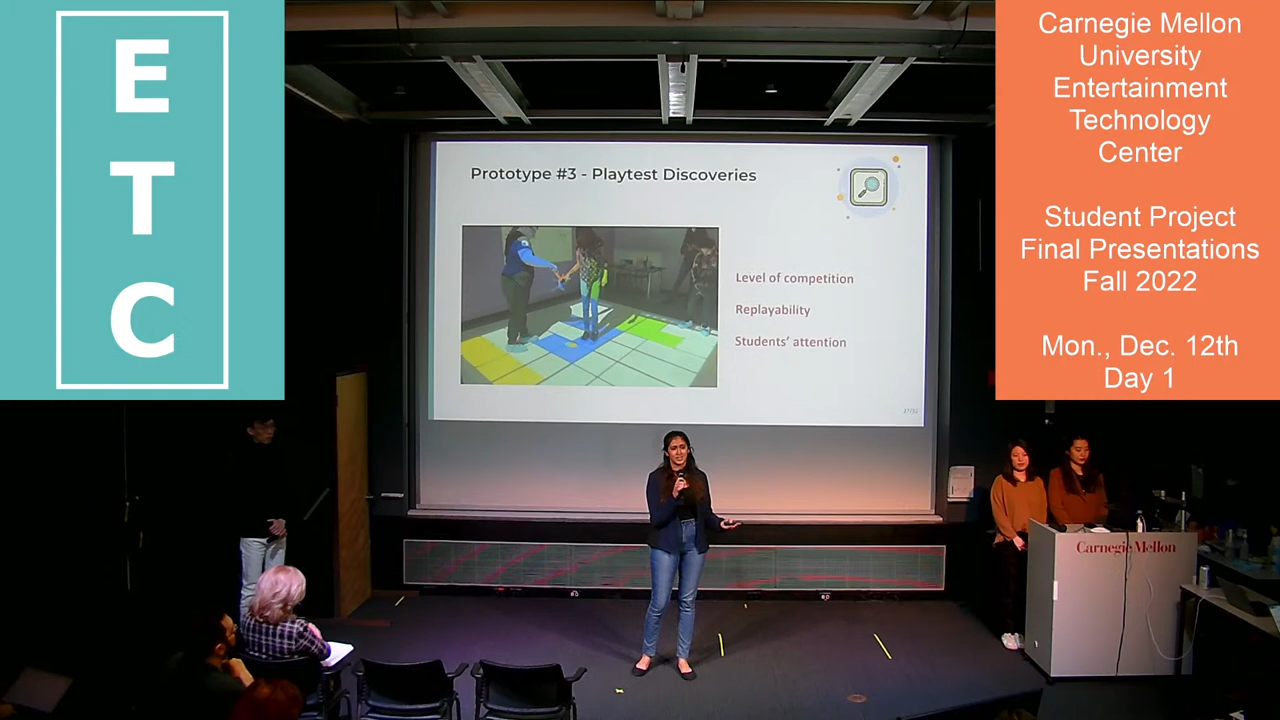 E
T
C
Carnegie Mellon
University
Entertainment
Technology
Center
Student Project
Final Presentations
Fall 2022
Mon., Dec. 12th
Day 1
Prototype #3 - Playtest Discoveries
Level of competition
Replayability
Students' attention
Carnegie Mellon